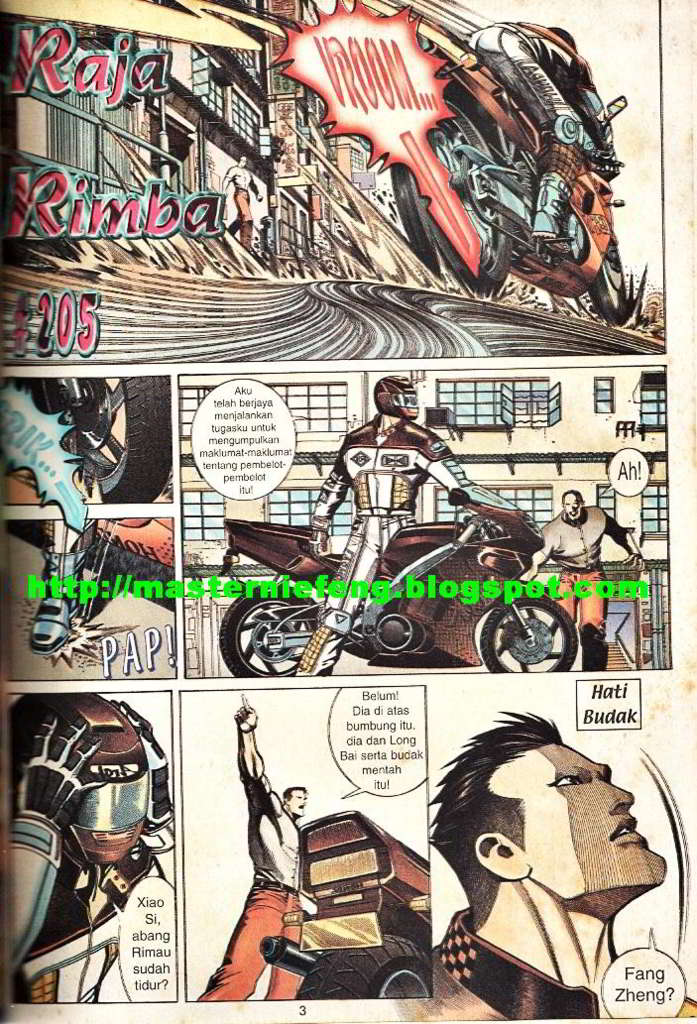 Raja
VROOM...
Rimba
#205
RIK...
Aku
telah berjaya
menjalankan
tugasku untuk
mengumpulkan
maklumat-maklumat
tentang pembelot-
pembelot
itu!
Ah!
http://masterniefeng.blogspot.com
PAP!
Xiao
Si,
abang
Rimau
sudah
tidur?
Belum!
Dia di atas
bumbung itu.
dia dan Long
Bai serta budak
mentah
itu!
Hati
Budak
Fang
Zheng?
3